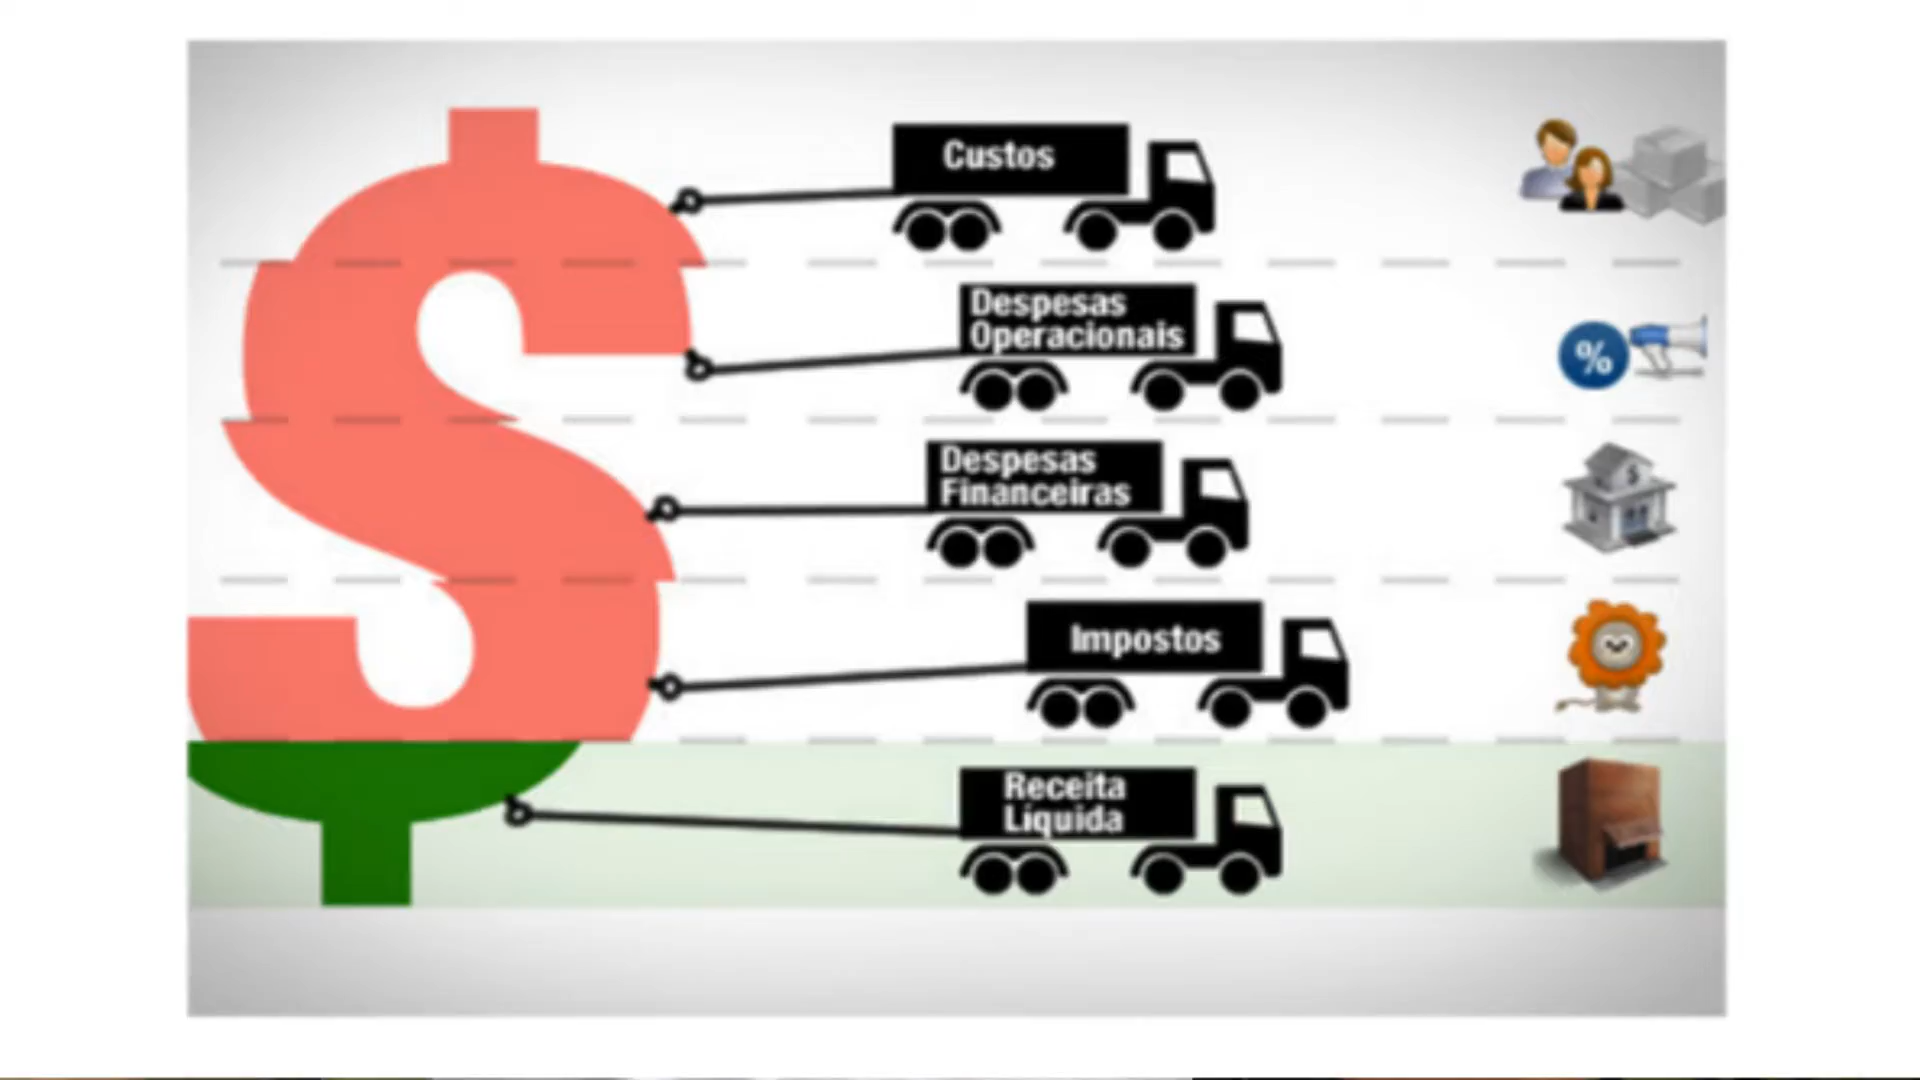 Custos
Despesas
Operacionais
%
Despesas
Financeiras
$
Impostos
Receita
Líquida
$